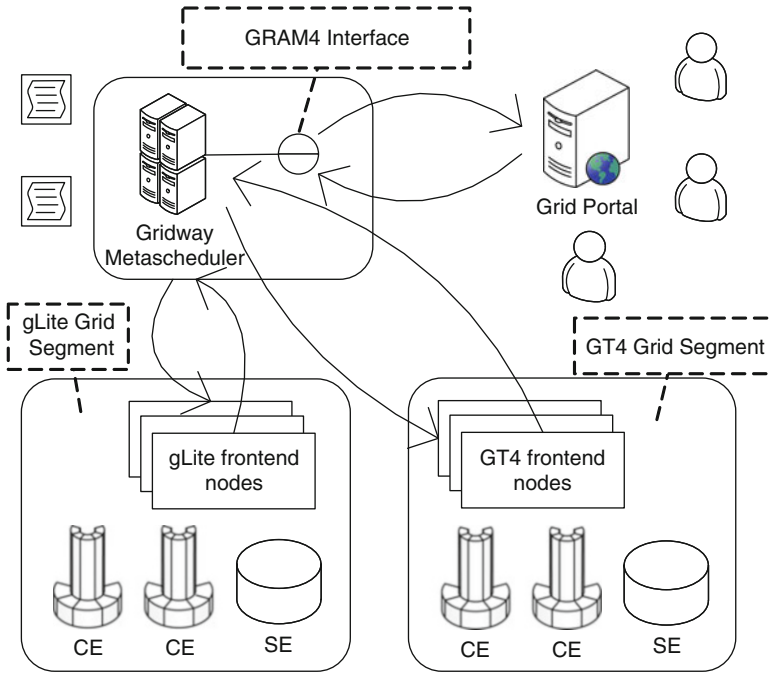 GRAM4 Interface
Gridway
Metascheduler
Grid Portal
gLite Grid
Segment
GT4 Grid Segment
gLite frontend
nodes
GT4 frontend
nodes
CE
CE
SE
CE
CE
SE